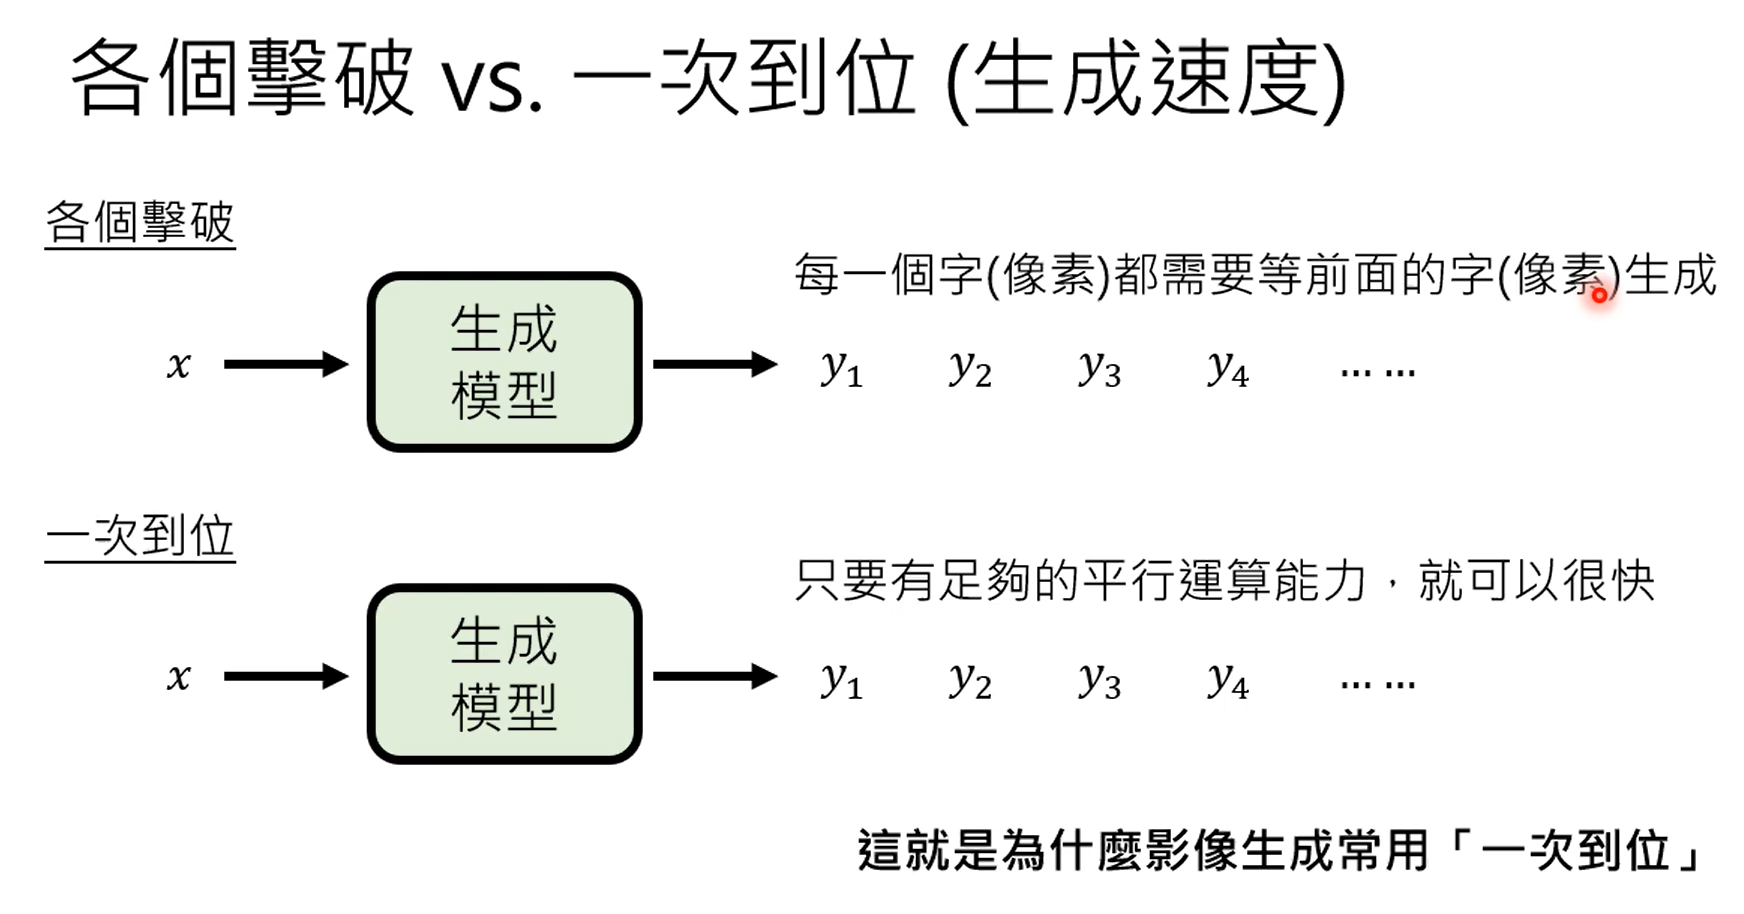 各個擊破 vs. 一次到位 (生成速度)
各個擊破
每一個字(像素)都需要等前面的字(像素)生成
x
生成
模型
y₁ y₂ y₃ y₄ ... ...
一次到位
只要有足夠的平行運算能力，就可以很快
x
生成
模型
y₁ y₂ y₃ y₄ ... ...
這就是為什麼影像生成常用「一次到位」